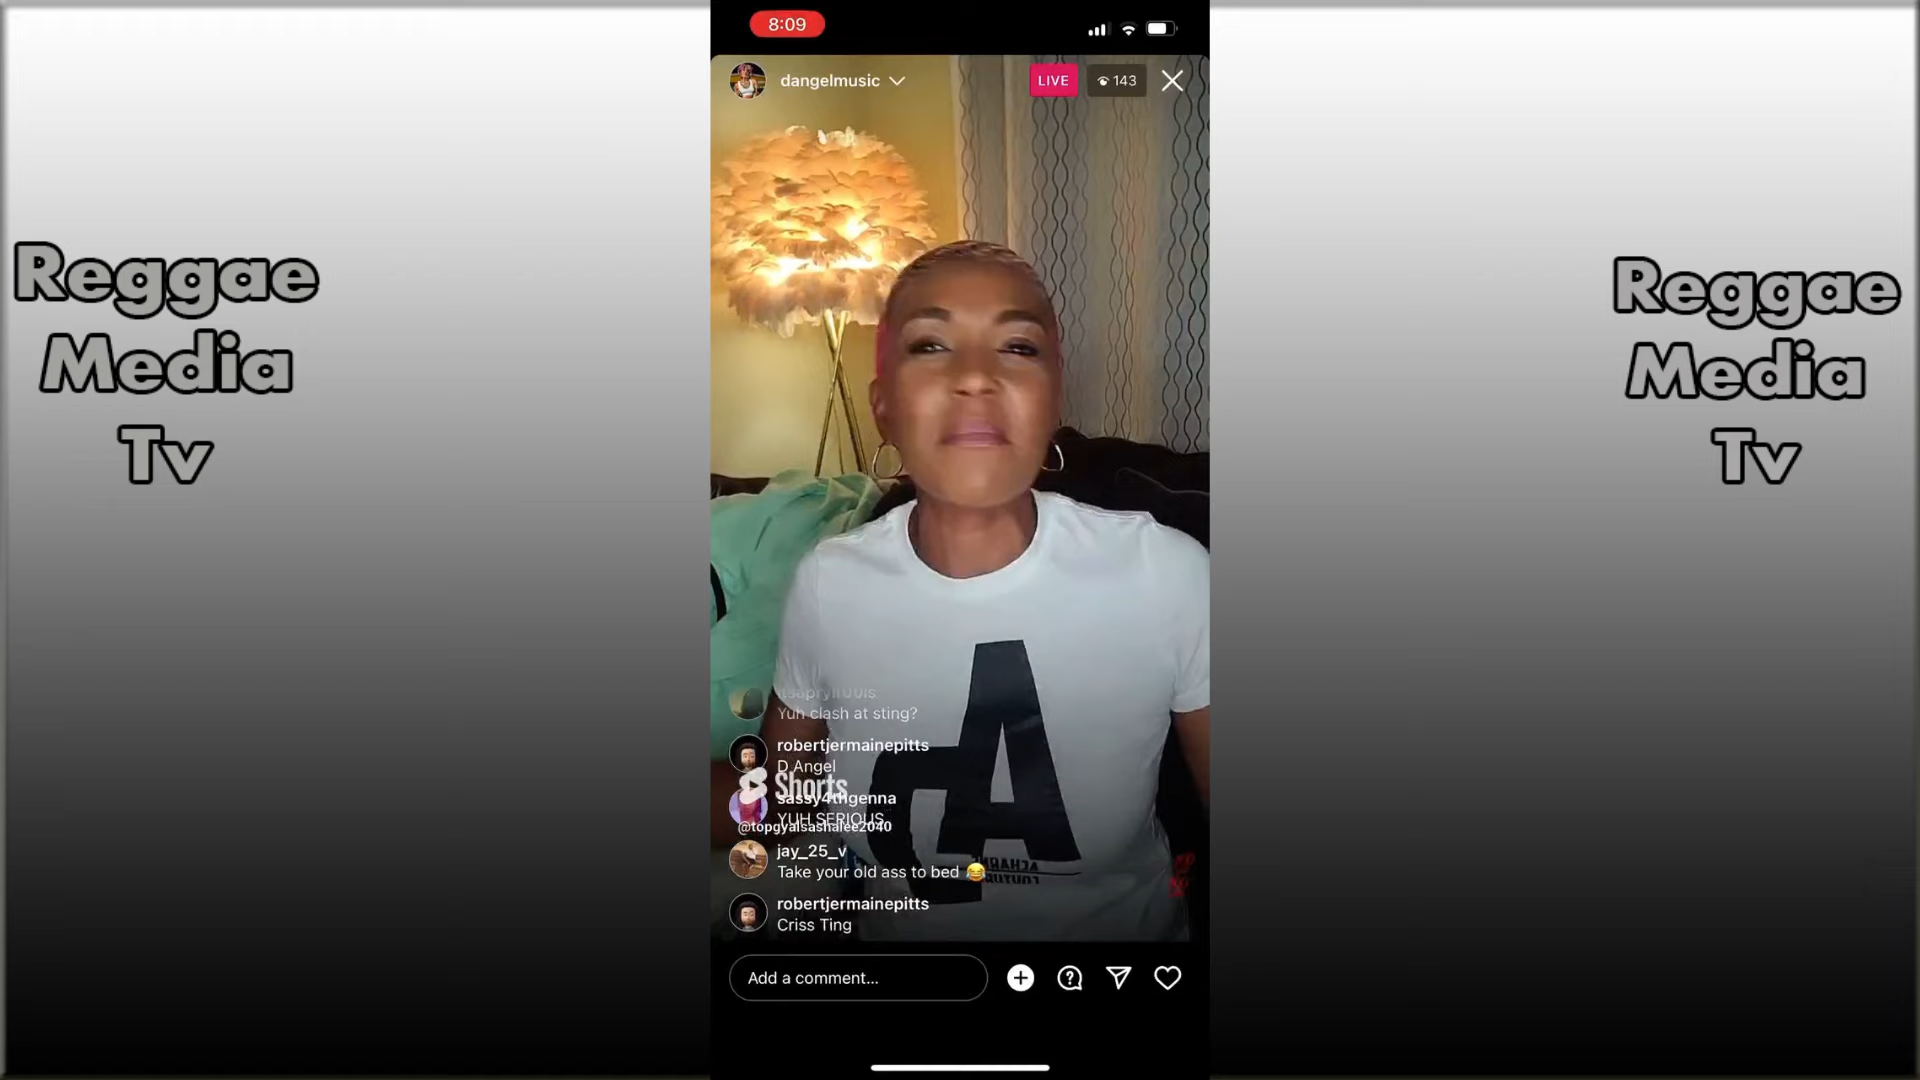 8:09
dangelmusic
LIVE
143
Reggae
Media
Tv
Reggae
Media
Tv
Yuh clash at sting?
robertjermainepitts
D Angel
Shorts
sassy4thgenna
YUH SERIOUS
@topgyalsashalee2040
jay_25_v
Take your old ass to bed 😂
robertjermainepitts
Criss Ting
A
Add a comment...